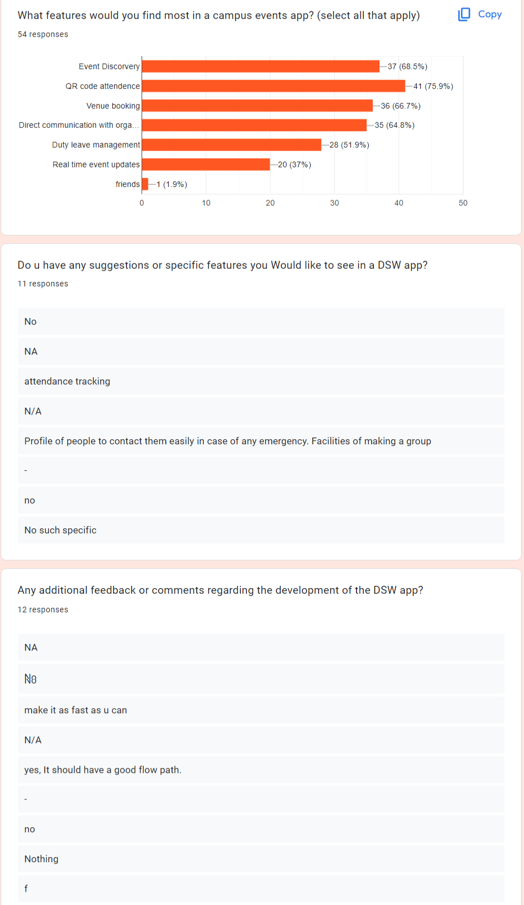 What features would you find most in a campus events app? (select all that apply)
Copy
54 responses
Event Discorvery
37 (68.5%)
QR code attendence
41 (75.9%)
Venue booking
36 (66.7%)
Direct communication with orga...
35 (64.8%)
Duty leave management
28 (51.9%)
Real time event updates
20 (37%)
friends
1 (1.9%)
0 10 20 30 40 50
Do u have any suggestions or specific features you Would like to see in a DSW app?
11 responses
No
NA
attendance tracking
N/A
Profile of people to contact them easily in case of any emergency. Facilities of making a group
-
no
No such specific
Any additional feedback or comments regarding the development of the DSW app?
12 responses
NA
make it as fast as u can
N/A
yes, It should have a good flow path.
-
no
Nothing
f